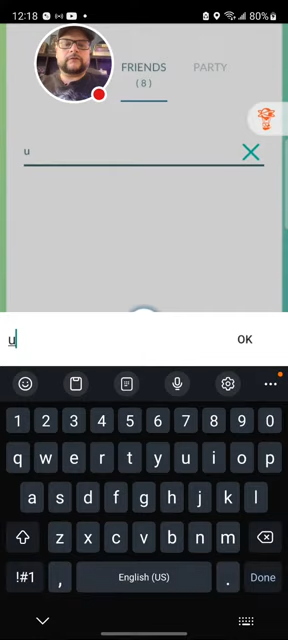 12:18
80%
FRIENDS
PARTY
( 8 )
u
u
OK
1 2 3 4 5 6 7 8 9 0
q w e r t y u i o p
a s d f g h j k l
z x c v b n m
!#1 , English (US) . Done